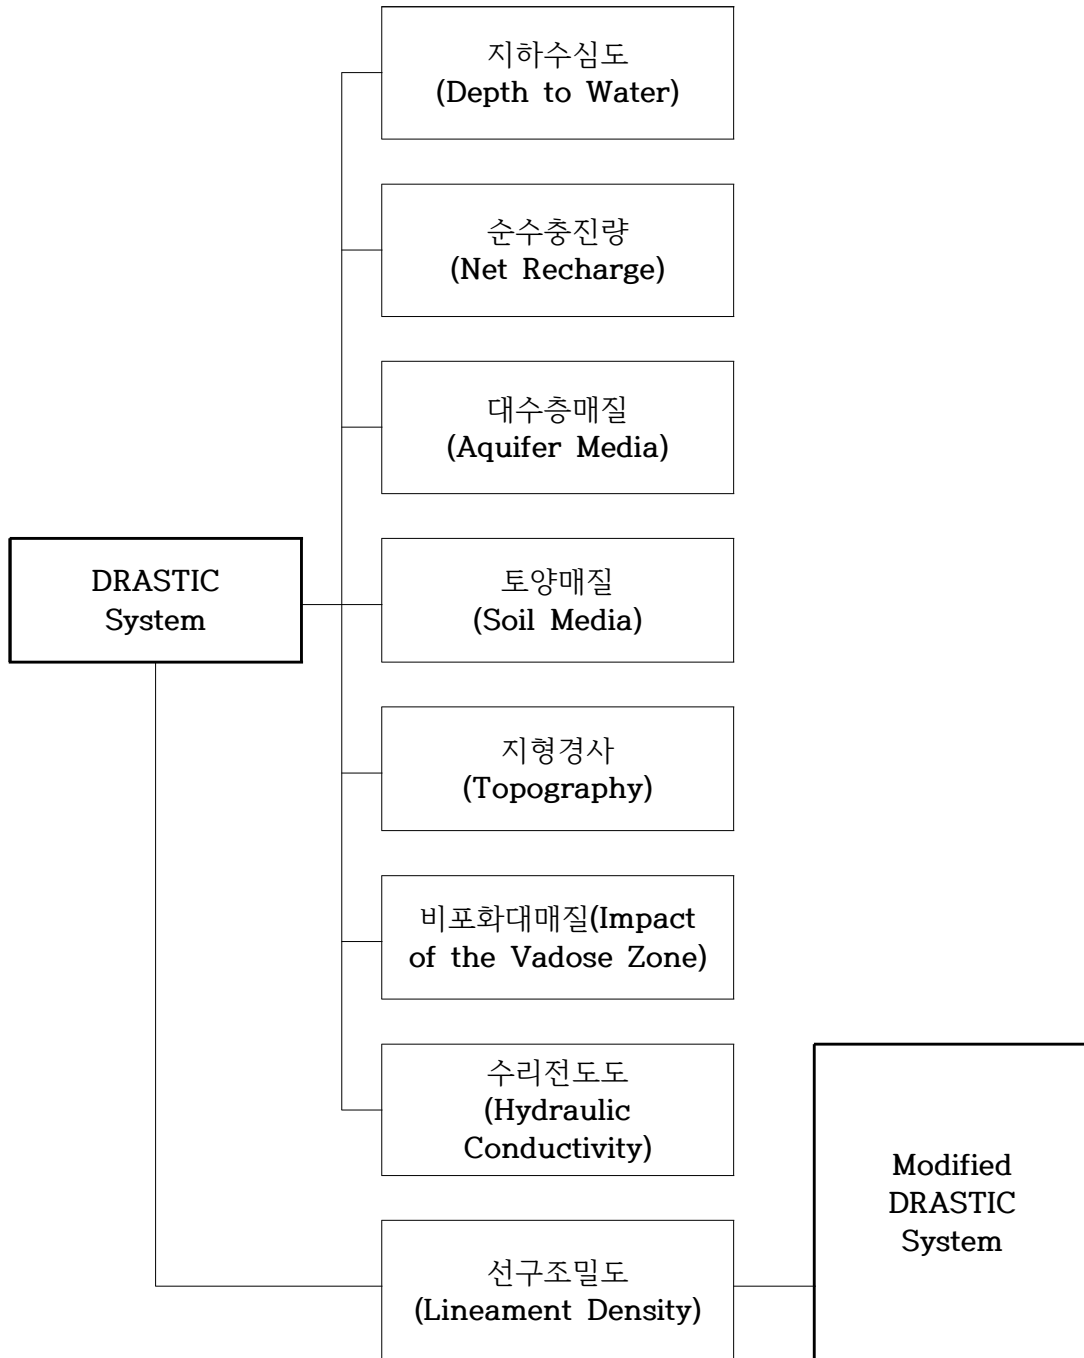 지하수심도
(Depth to Water)
순수충진량
(Net Recharge)
대수층매질
(Aquifer Media)
DRASTIC
System
토양매질
(Soil Media)
지형경사
(Topography)
비포화대매질(Impact
of the Vadose Zone)
수리전도도
(Hydraulic
Conductivity)
Modified
DRASTIC
System
선구조밀도
(Lineament Density)